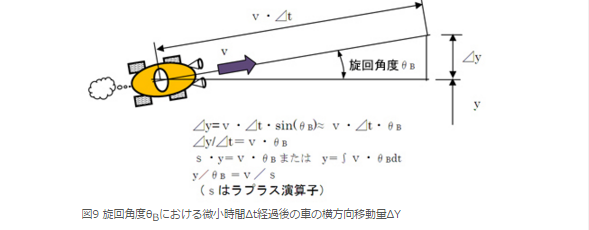 v・⊿t
v
旋回角度θB
⊿y
y
⊿y=v・⊿t・sin(θB)≈ v・⊿t・θB
⊿y/⊿t=v・θB
s・y=v・θBまたは y=∫v・θBdt
y/θB=v/s
（sはラプラス演算子）
図9 旋回角度θBにおける微小時間Δt経過後の車の横方向移動量ΔY